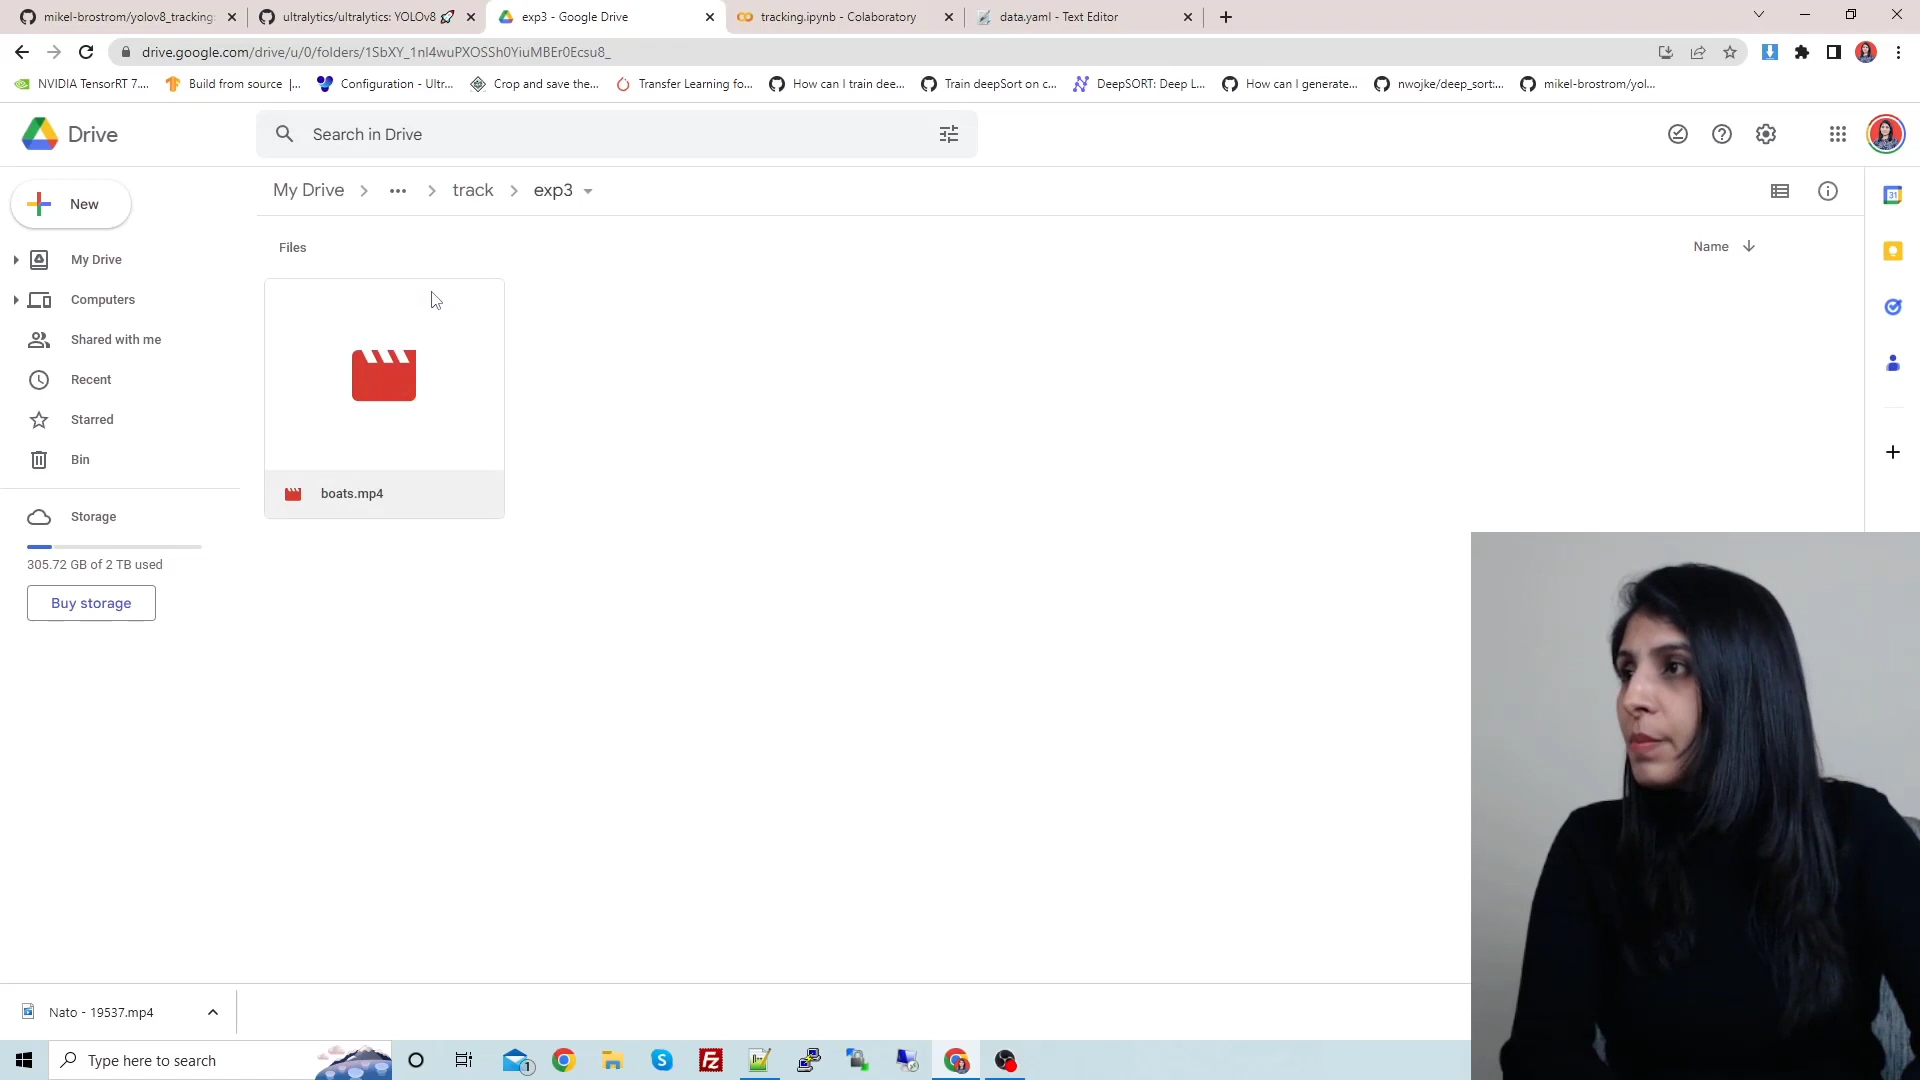 mikel-brostrom/yolov8_tracking:
ultralytics/ultralytics: YOLOv8
exp3 - Google Drive
tracking.ipynb - Colaboratory
data.yaml - Text Editor
drive.google.com/drive/u/0/folders/1SbXY_1nI4wuPXOSSh0YiuMBEr0Ecsu8_
NVIDIA TensorRT 7....
Build from source |...
Configuration - Ultr...
Crop and save the...
Transfer Learning fo...
How can I train dee...
Train deepSort on c...
DeepSORT: Deep L...
How can I generate...
nwojke/deep_sort:...
mikel-brostrom/yol...
Drive
Search in Drive
New
My Drive
track
exp3
31
My Drive
Computers
Shared with me
Recent
Starred
Bin
Storage
305.72 GB of 2 TB used
Buy storage
Files
Name
boats.mp4
Nato - 19537.mp4
Type here to search
1